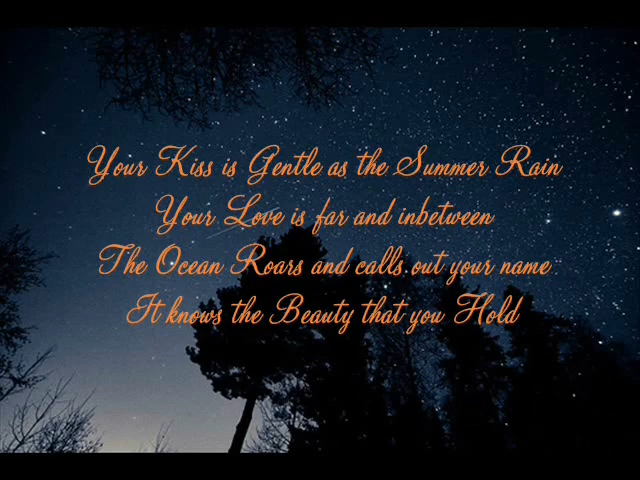 Your Kiss is Gentle as the Summer Rain
Your Love is far and inbetween
The Ocean Roars and calls out your name
It knows the Beauty that you Hold